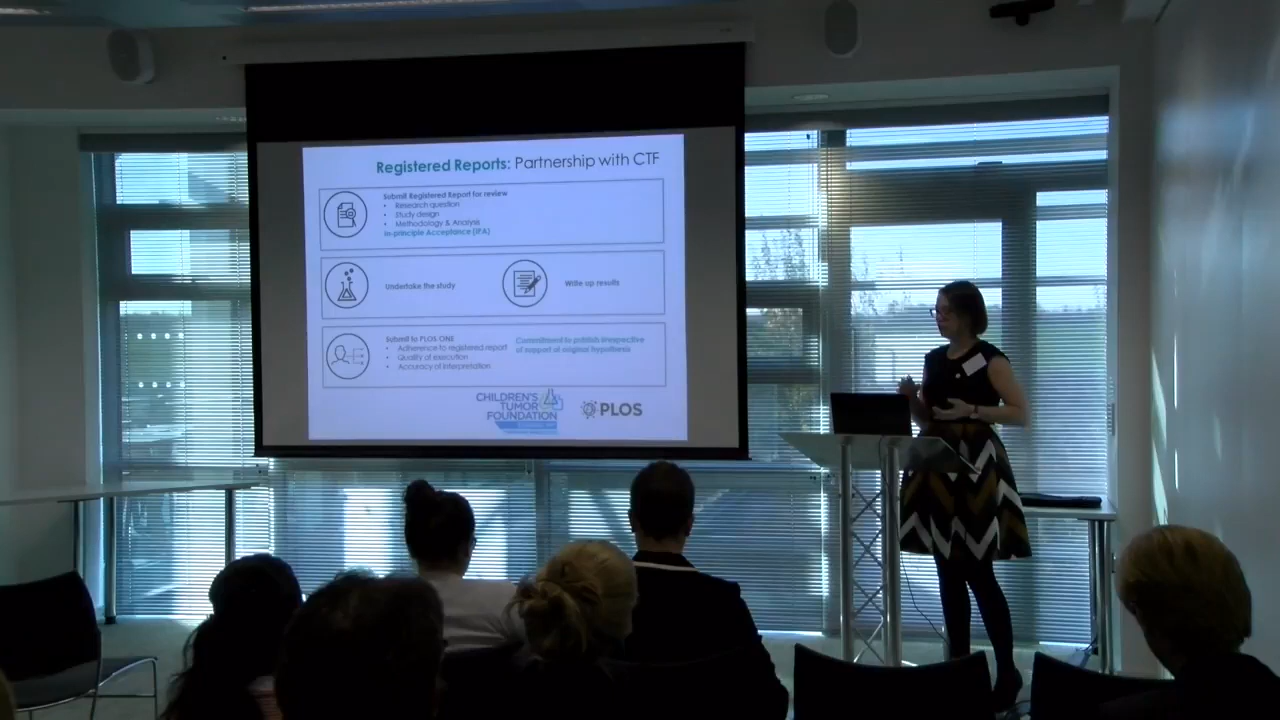 Registered Reports: Partnership with CTF
Submit Registered Report for review
• Research question
• Study design
• Methodology & Analysis
In-principle Acceptance (IPA)
Undertake the study
Write up results
Submit to PLOS ONE
• Adherence to registered report
• Quality of execution
• Accuracy of interpretation
Commitment to publish irrespective
of support of original hypothesis
CHILDREN'S
TUMOR
FOUNDATION
PLOS